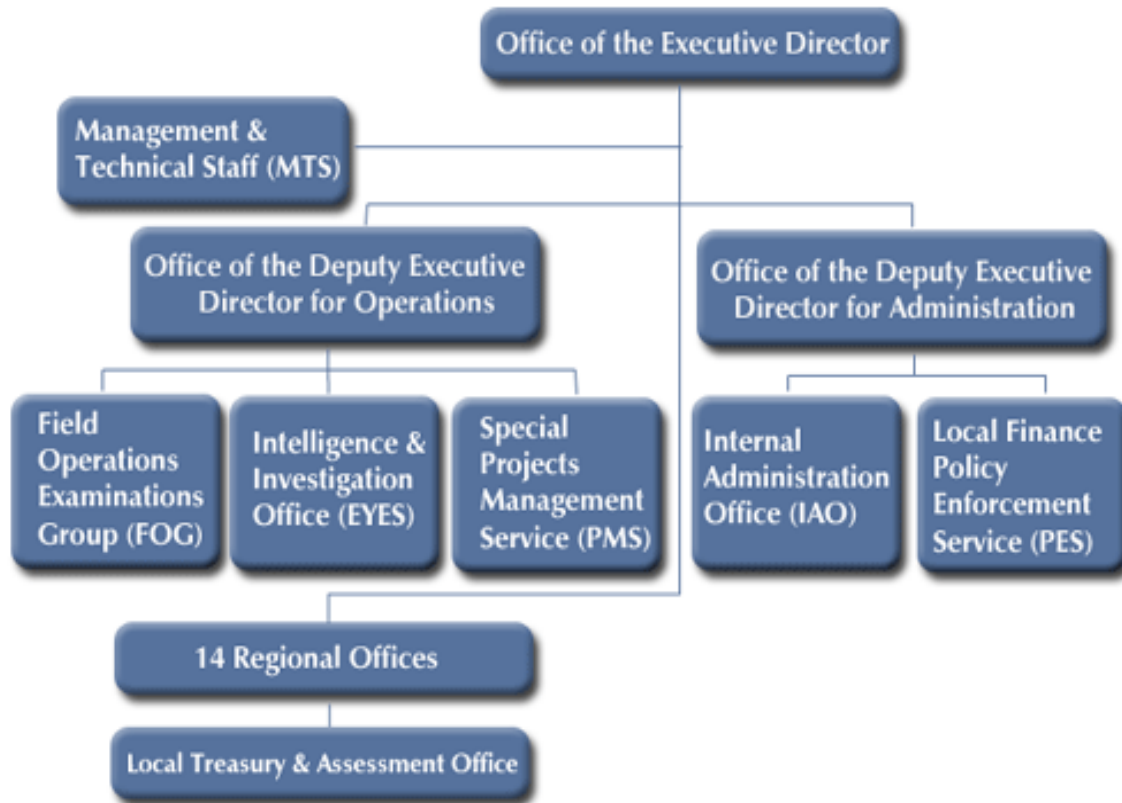 Office of the Executive Director
Management &
Technical Staff (MTS)
Office of the Deputy Executive
Director for Operations
Office of the Deputy Executive
Director for Administration
Field
Operations
Examinations
Group (FOG)
Intelligence &
Investigation
Office (EYES)
Special
Projects
Management
Service (PMS)
Internal
Administration
Office (IAO)
Local Finance
Policy
Enforcement
Service (PES)
14 Regional Offices
Local Treasury & Assessment Office